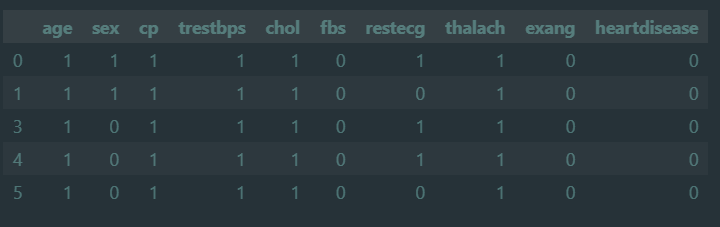 age sex cp trestbps chol fbs restecg thalach exang heartdisease
0 1 1 1 1 1 0 1 1 0 0
1 1 1 1 1 1 0 0 1 0 0
3 1 0 1 1 1 0 1 1 0 0
4 1 0 1 1 1 0 1 1 0 0
5 1 0 1 1 1 0 0 1 0 0